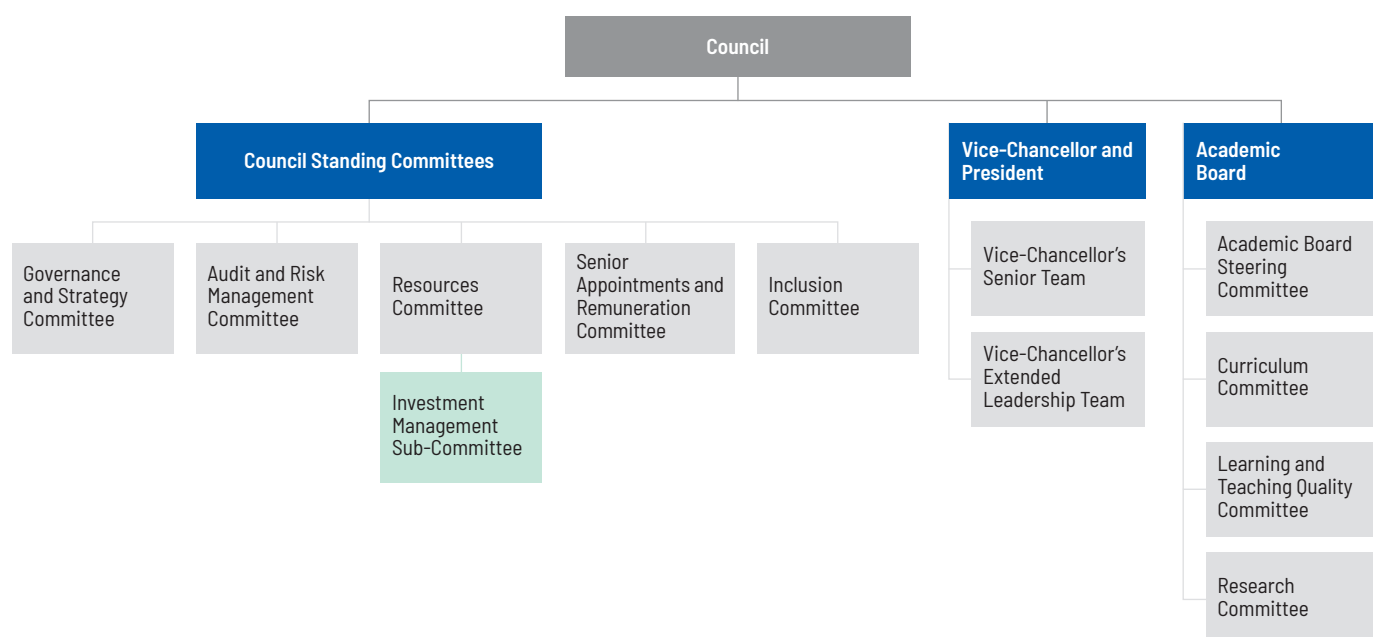 Council
Council Standing Committees
Vice-Chancellor and
President
Academic
Board
Governance
and Strategy
Committee
Audit and Risk
Management
Committee
Resources
Committee
Senior
Appointments and
Remuneration
Committee
Inclusion
Committee
Investment
Management
Sub-Committee
Vice-Chancellor’s
Senior Team
Vice-Chancellor’s
Extended
Leadership Team
Academic Board
Steering
Committee
Curriculum
Committee
Learning and
Teaching Quality
Committee
Research
Committee